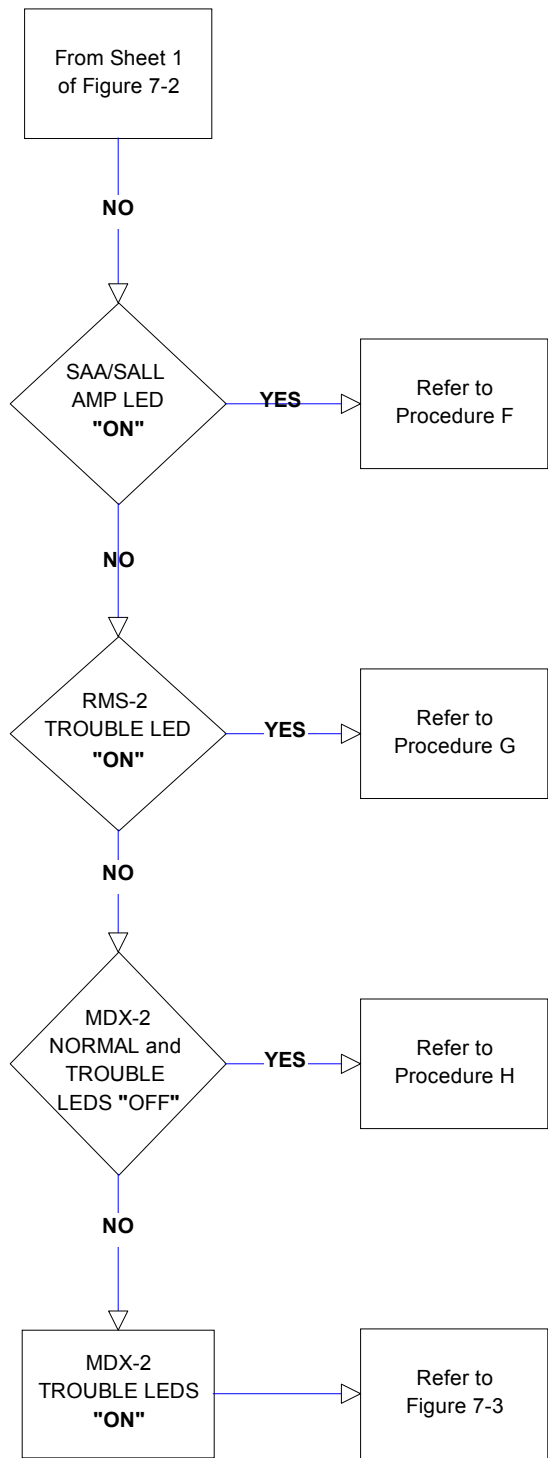 From Sheet 1
of Figure 7-2
NO
SAA/SALL
AMP LED
"ON"
YES
Refer to
Procedure F
NO
RMS-2
TROUBLE LED
"ON"
YES
Refer to
Procedure G
NO
MDX-2
NORMAL and
TROUBLE
LEDS "OFF"
YES
Refer to
Procedure H
NO
MDX-2
TROUBLE LEDS
"ON"
Refer to
Figure 7-3